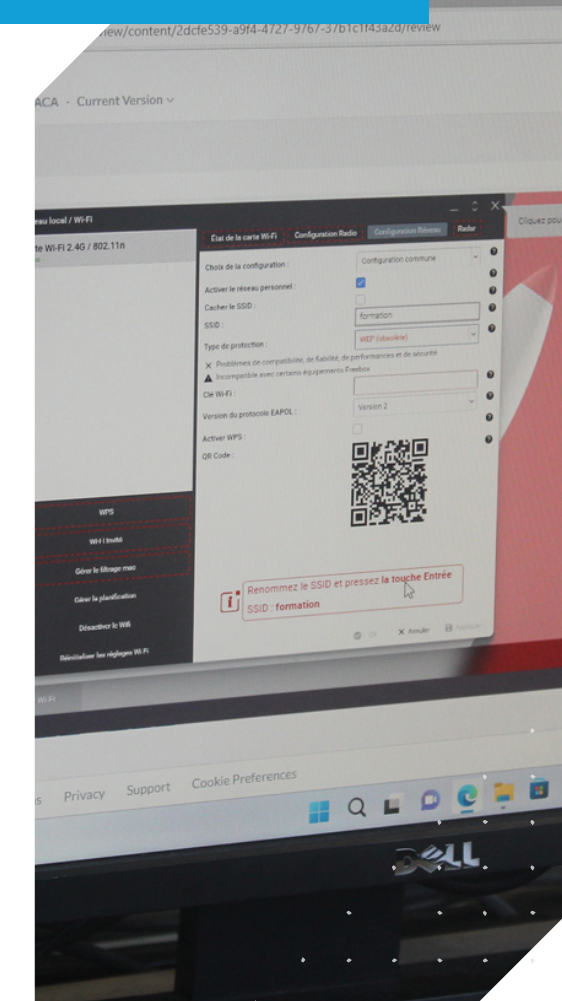 iew/content/2dcfe539-a9f4-4727-9767-37b1c1f43a2d/review
ACA · Current Version
eau local / Wi-Fi
te Wi-Fi 2.4G / 802.11n
État de la carte Wi-Fi
Configuration Radio
Configuration Réseau
Radar
Cliquez pou
Choix de la configuration :
Configuration commune
Activer le réseau personnel :
Cacher le SSID :
SSID :
formation
Type de protection :
WEP (obsolète)
Problèmes de compatibilité, de fiabilité, de performances et de sécurité
Incompatible avec certains équipements Freebox
Clé Wi-Fi :
Version du protocole EAPOL :
Version 2
Activer WPS :
QR Code :
WPS
Wi-Fi Invité
Gérer le filtrage mac
Gérer la planification
Désactiver le Wifi
Réinitialiser les réglages Wi-Fi
Renommez le SSID et pressez la touche Entrée
SSID : formation
Ok
Annuler
Appliquer
Wi-Fi
s
Privacy
Support
Cookie Preferences
DELL